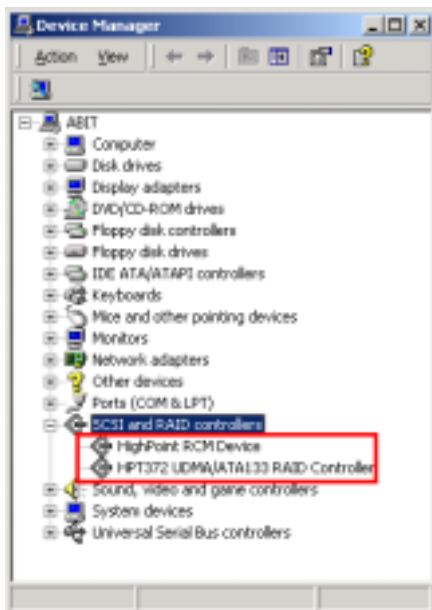 Device Manager
Action View
ABIT
Computer
Disk drives
Display adapters
DVD/CD-ROM drives
Floppy disk controllers
Floppy disk drives
IDE ATA/ATAPI controllers
Keyboards
Mice and other pointing devices
Monitors
Network adapters
Other devices
Ports (COM & LPT)
SCSI and RAID controllers
HighPoint RCM Device
HPT372 UDMA/ATA133 RAID Controller
Sound, video and game controllers
System devices
Universal Serial Bus controllers